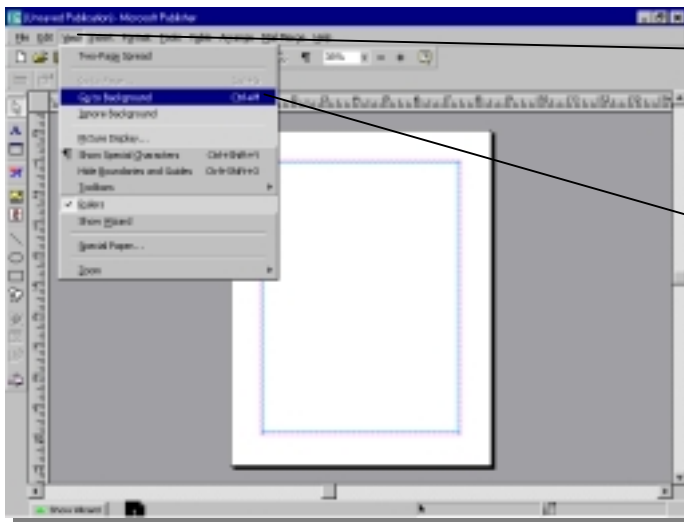 [Unsaved Publication] - Microsoft Publisher
File Edit View Insert Format Tools Table Arrange Mail Merge Help
Two-Page Spread
Go to Background Ctrl+M
Ignore Background
Picture Display...
Show Special Characters Ctrl+Shift+Y
Hide Boundaries and Guides Ctrl+Shift+O
Toolbars
Rulers
Show Wizard
Special Paper...
Zoom
Show Wizard